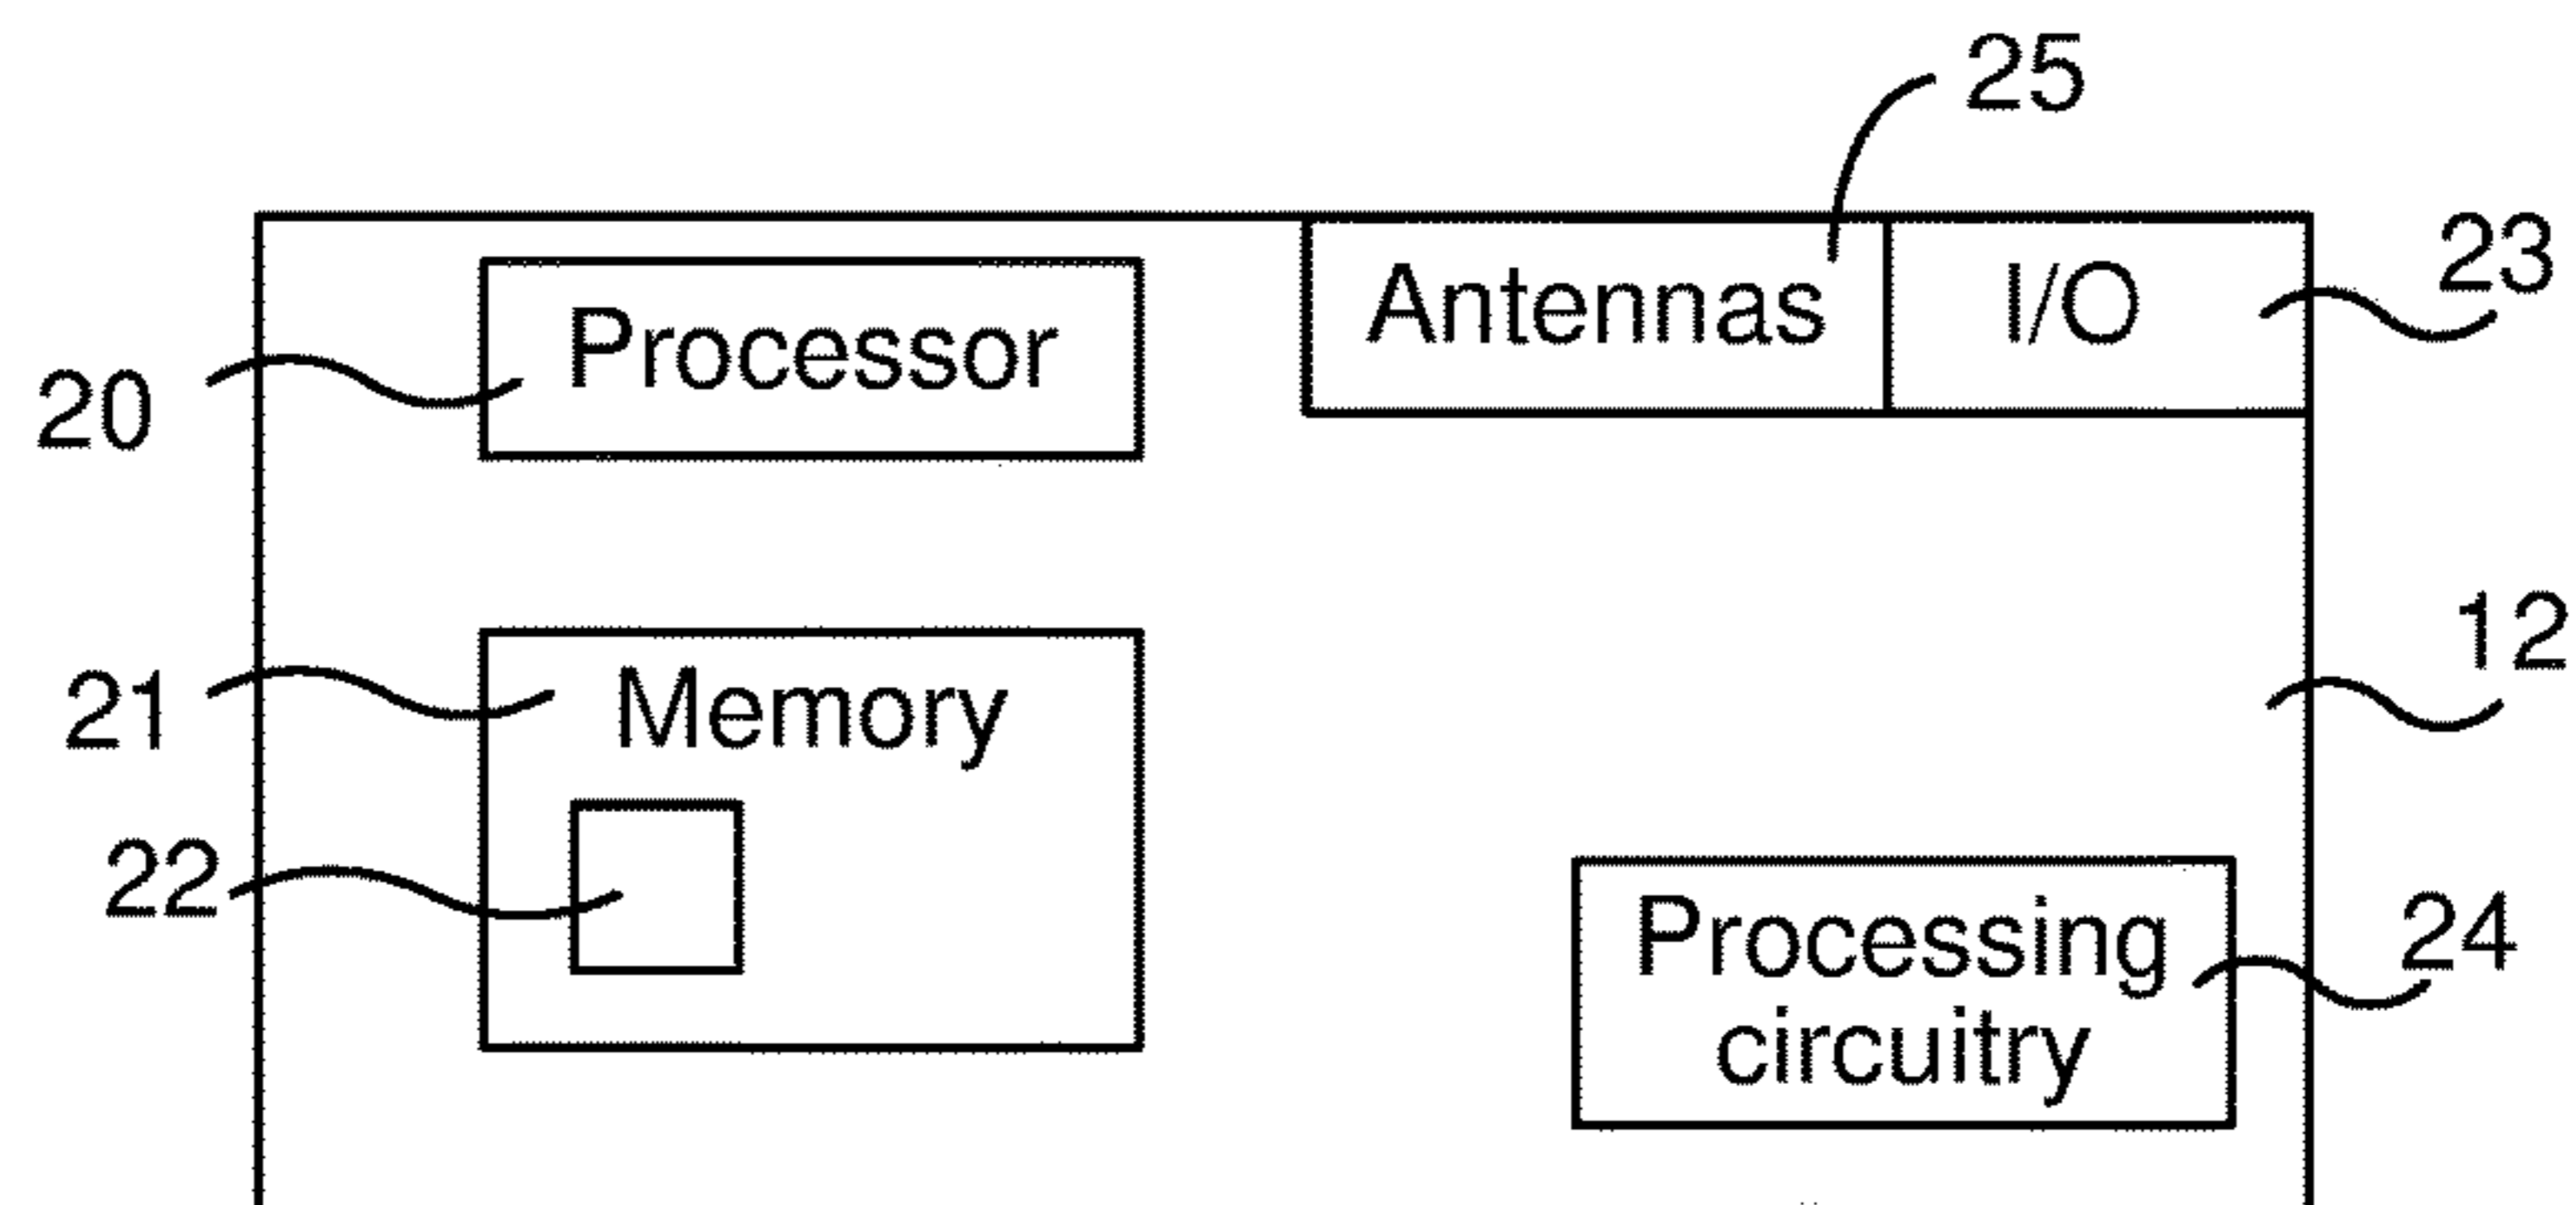 25
Antennas
I/O
23
Processor
20
12
21
Memory
22
24
Processing
circuitry